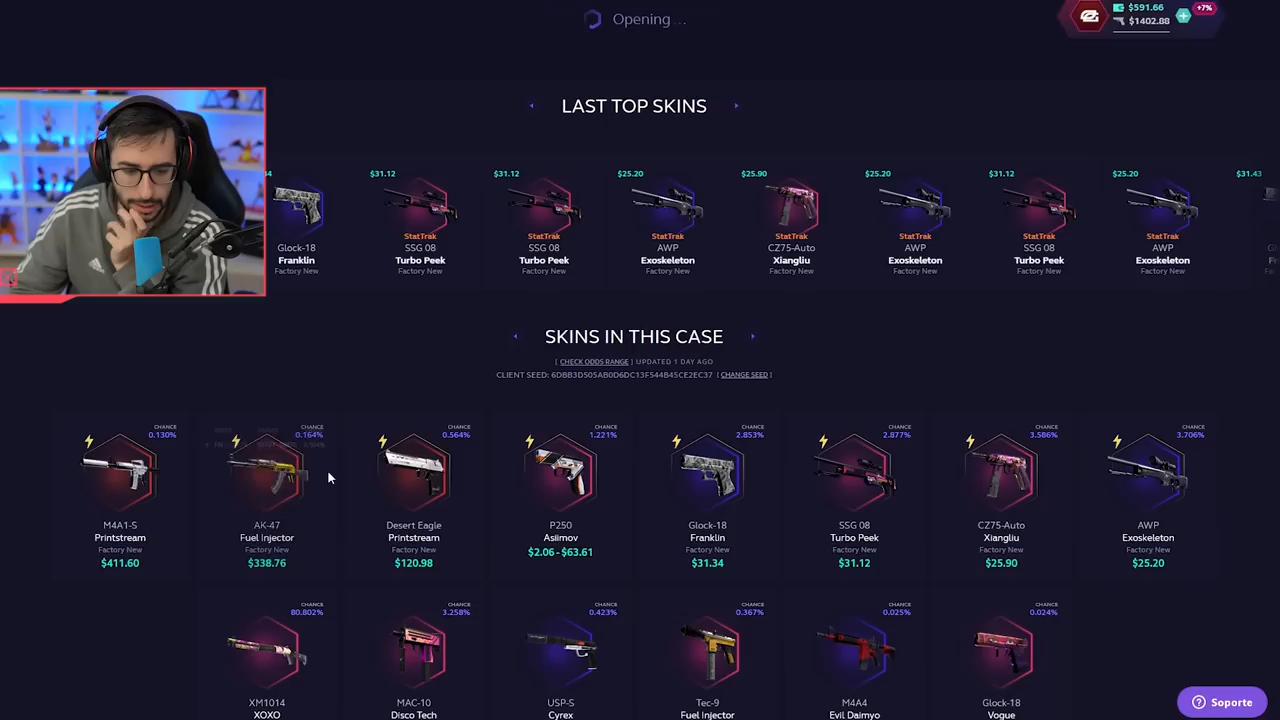 Opening ...
$591.66
+7%
$1402.88
LAST TOP SKINS
$31.12
$31.12
$25.20
$25.90
$25.20
$31.12
$25.20
$31.43
StatTrak
StatTrak
StatTrak
StatTrak
StatTrak
StatTrak
StatTrak
Glock-18
SSG 08
SSG 08
AWP
CZ75-Auto
AWP
SSG 08
AWP
Franklin
Turbo Peek
Turbo Peek
Exoskeleton
Xiangliu
Exoskeleton
Turbo Peek
Exoskeleton
Factory New
Factory New
Factory New
Factory New
Factory New
Factory New
Factory New
Factory New
SKINS IN THIS CASE
[ CHECK ODDS RANGE ] UPDATED 1 DAY AGO
CLIENT SEED: 6DBB3D505AB0D6DC13F544B45CE2EC37 [ CHANGE SEED ]
CHANCE
0.130%
M4A1-S
Printstream
Factory New
$411.60
CHANCE
0.164%
AK-47
Fuel Injector
Factory New
$338.76
CHANCE
0.564%
Desert Eagle
Printstream
Factory New
$120.98
CHANCE
1.221%
P250
Asiimov
$2.06 - $63.61
CHANCE
2.853%
Glock-18
Franklin
Factory New
$31.34
CHANCE
2.877%
SSG 08
Turbo Peek
Factory New
$31.12
CHANCE
3.586%
CZ75-Auto
Xiangliu
Factory New
$25.90
CHANCE
3.706%
AWP
Exoskeleton
Factory New
$25.20
CHANCE
80.802%
XM1014
XOXO
CHANCE
3.258%
MAC-10
Disco Tech
CHANCE
0.423%
USP-S
Cyrex
CHANCE
0.367%
Tec-9
Fuel Injector
CHANCE
0.025%
M4A4
Evil Daimyo
CHANCE
0.024%
Glock-18
Vogue
Soporte